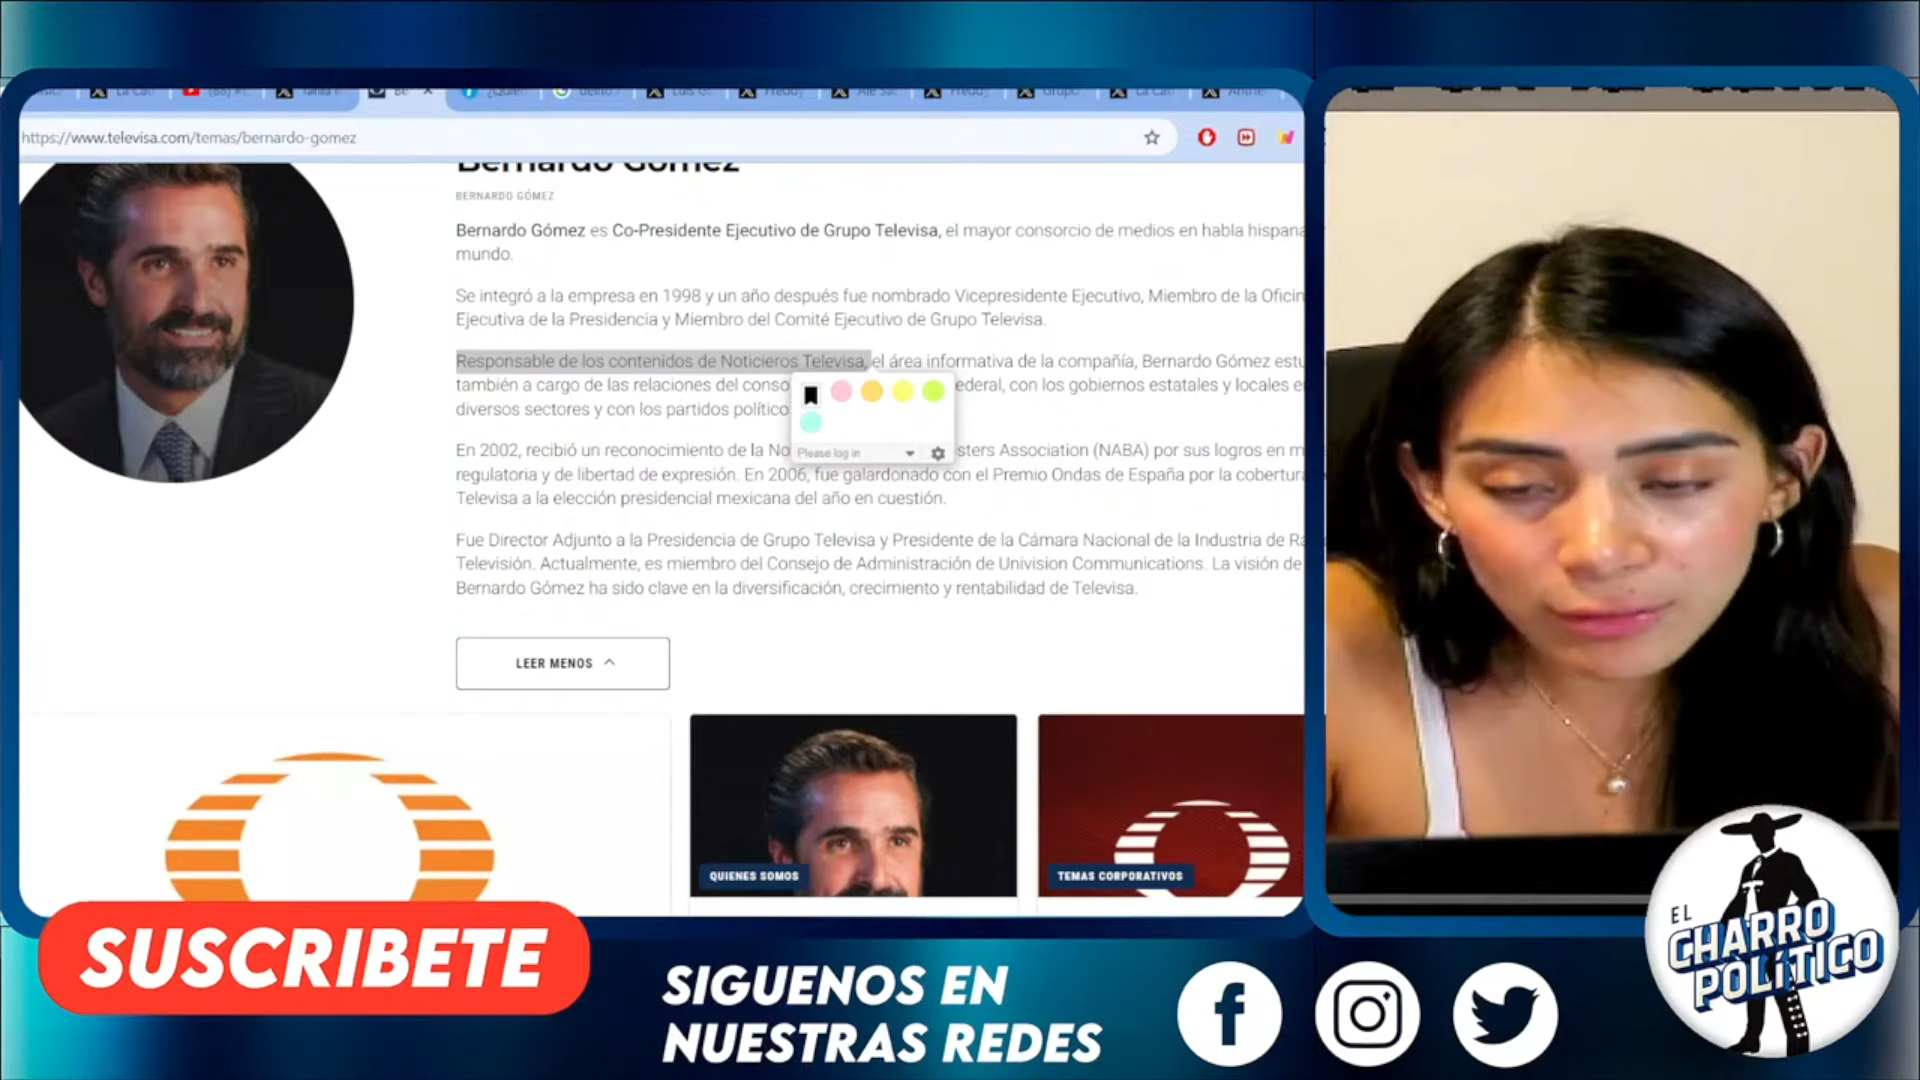 La Cat
https://www.televisa.com/temas/bernardo-gomez
Bernardo Gómez
BERNARDO GÓMEZ
Bernardo Gómez es Co-Presidente Ejecutivo de Grupo Televisa, el mayor consorcio de medios en habla hispana
mundo.
Se integró a la empresa en 1998 y un año después fue nombrado Vicepresidente Ejecutivo, Miembro de la Oficin
Ejecutiva de la Presidencia y Miembro del Comité Ejecutivo de Grupo Televisa.
Responsable de los contenidos de Noticieros Televisa, el área informativa de la compañía, Bernardo Gómez estu
también a cargo de las relaciones del conso ederal, con los gobiernos estatales y locales e
diversos sectores y con los partidos político
En 2002, recibió un reconocimiento de la No sters Association (NABA) por sus logros en m
Please log in
regulatoria y de libertad de expresión. En 2006, fue galardonado con el Premio Ondas de España por la cobertura
Televisa a la elección presidencial mexicana del año en cuestión.
Fue Director Adjunto a la Presidencia de Grupo Televisa y Presidente de la Cámara Nacional de la Industria de Ra
Televisión. Actualmente, es miembro del Consejo de Administración de Univision Communications. La visión de
Bernardo Gómez ha sido clave en la diversificación, crecimiento y rentabilidad de Televisa.
LEER MENOS
QUIENES SOMOS
TEMAS CORPORATIVOS
SUSCRIBETE
SIGUENOS EN
NUESTRAS REDES
EL
CHARRO
POLÍTICO